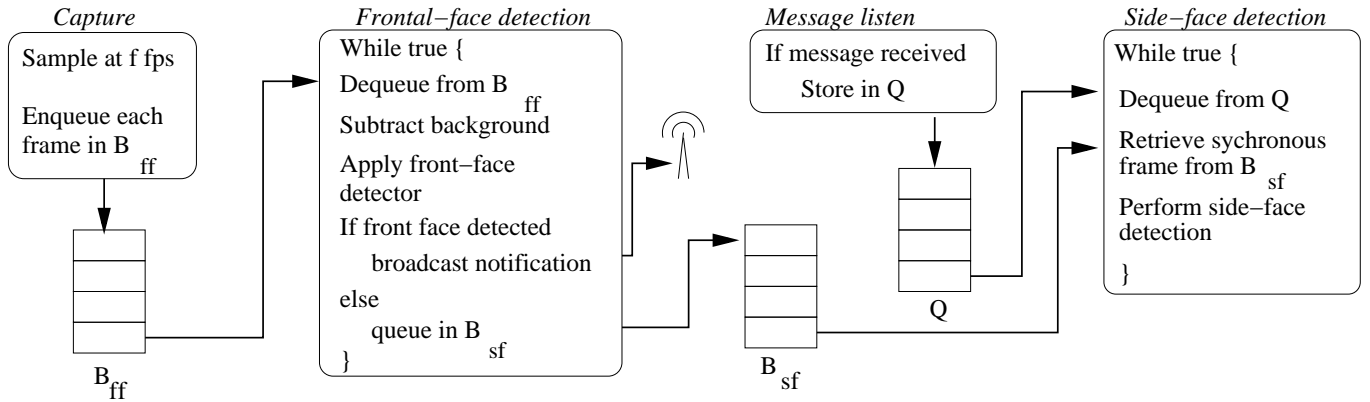 Capture
Sample at f fps
Enqueue each
frame in B ff
B ff
Frontal-face detection
While true {
Dequeue from B ff
Subtract background
Apply front-face
detector
If front face detected
broadcast notification
else
queue in B sf
}
B sf
Message listen
If message received
Store in Q
Q
Side-face detection
While true {
Dequeue from Q
Retrieve sychronous
frame from B sf
Perform side-face
detection
}